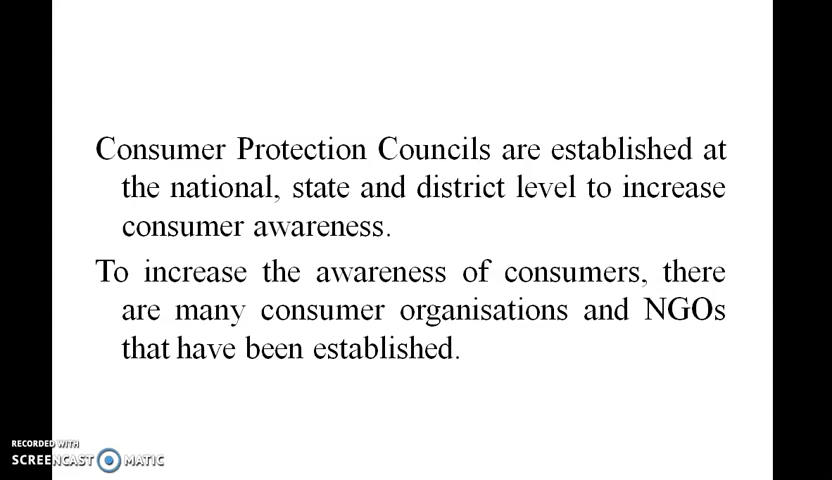 Consumer Protection Councils are established at
the national, state and district level to increase
consumer awareness.
To increase the awareness of consumers, there
are many consumer organisations and NGOs
that have been established.
RECORDED WITH
SCREENCAST MATIC